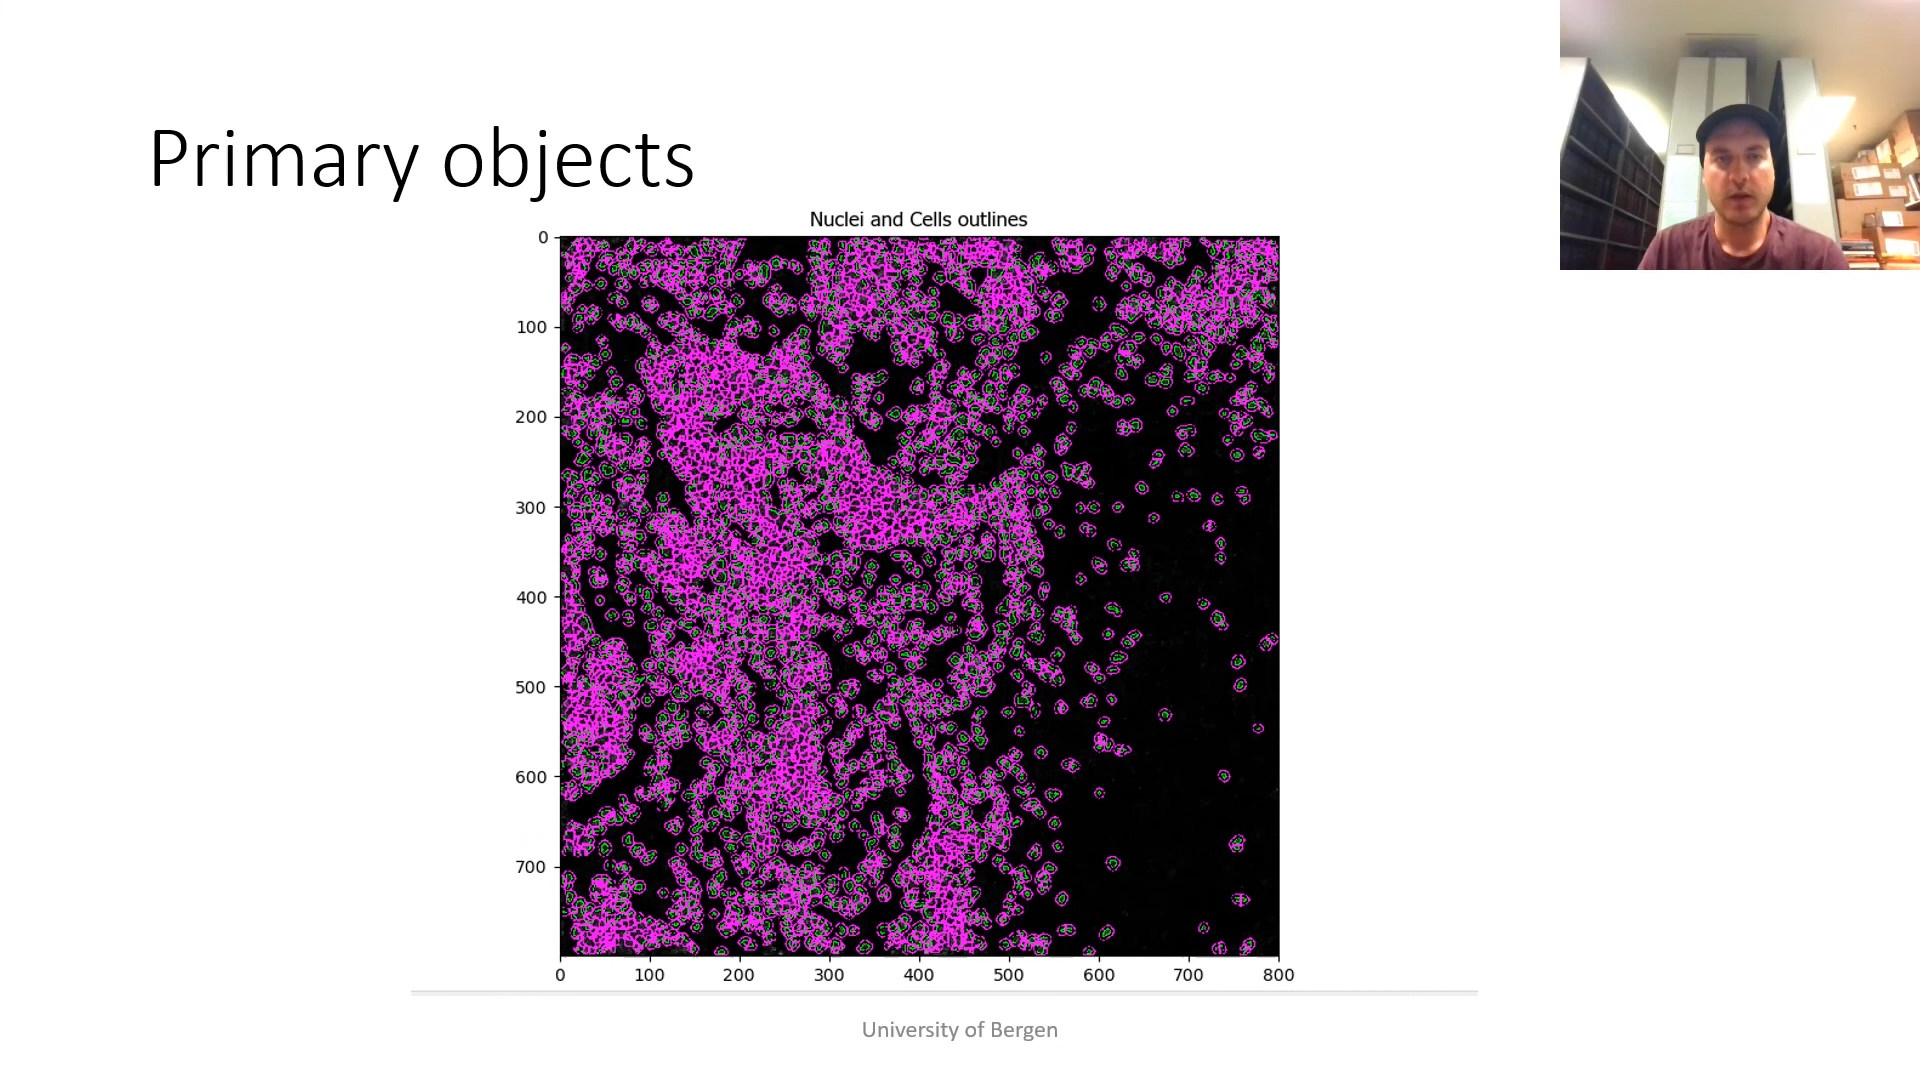 Primary objects
Nuclei and Cells outlines
0
100
200
300
400
500
600
700
0 100 200 300 400 500 600 700 800
University of Bergen